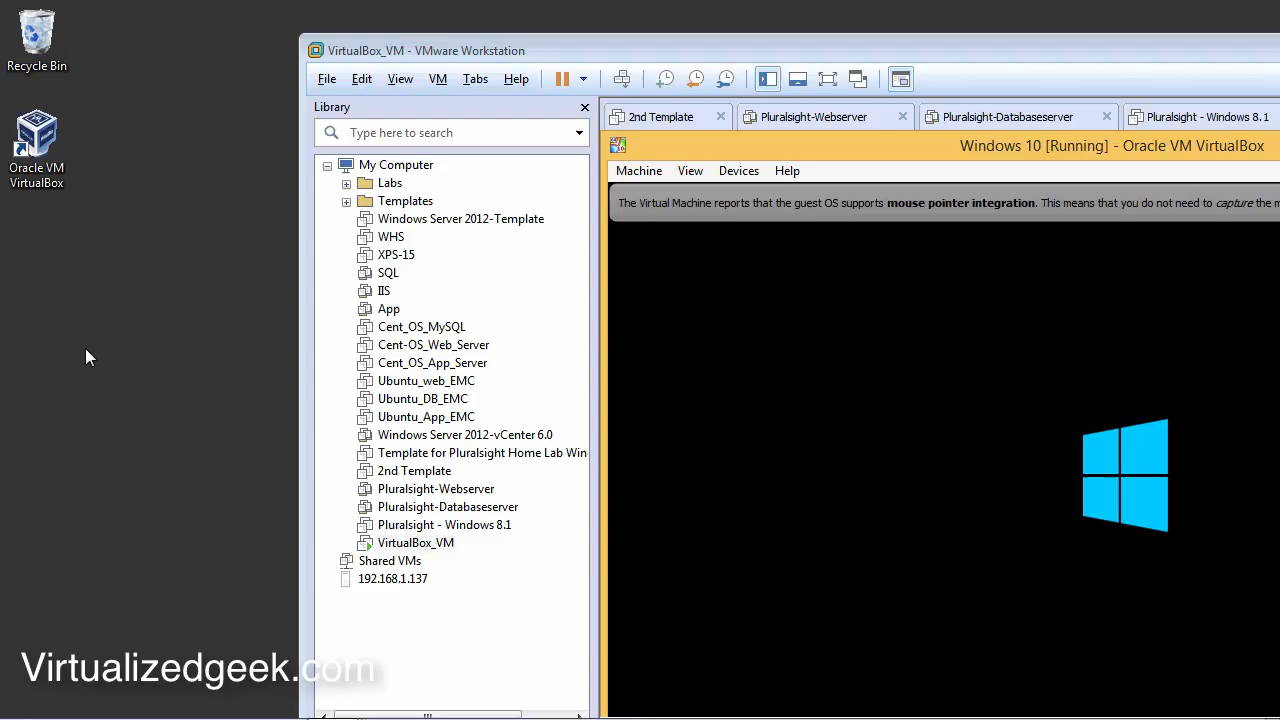 Recycle Bin
Oracle VM
VirtualBox
VirtualBox_VM - VMware Workstation
File Edit View VM Tabs Help
Library
Type here to search
My Computer
Labs
Templates
Windows Server 2012-Template
WHS
XPS-15
SQL
IIS
App
Cent_OS_MySQL
Cent-OS_Web_Server
Cent_OS_App_Server
Ubuntu_web_EMC
Ubuntu_DB_EMC
Ubuntu_App_EMC
Windows Server 2012-vCenter 6.0
Template for Pluralsight Home Lab Win
2nd Template
Pluralsight-Webserver
Pluralsight-Databaseserver
Pluralsight - Windows 8.1
VirtualBox_VM
Shared VMs
192.168.1.137
2nd Template Pluralsight-Webserver Pluralsight-Databaseserver Pluralsight - Windows 8.1
Windows 10 [Running] - Oracle VM VirtualBox
Machine View Devices Help
The Virtual Machine reports that the guest OS supports mouse pointer integration. This means that you do not need to capture the m
Virtualizedgeek.com